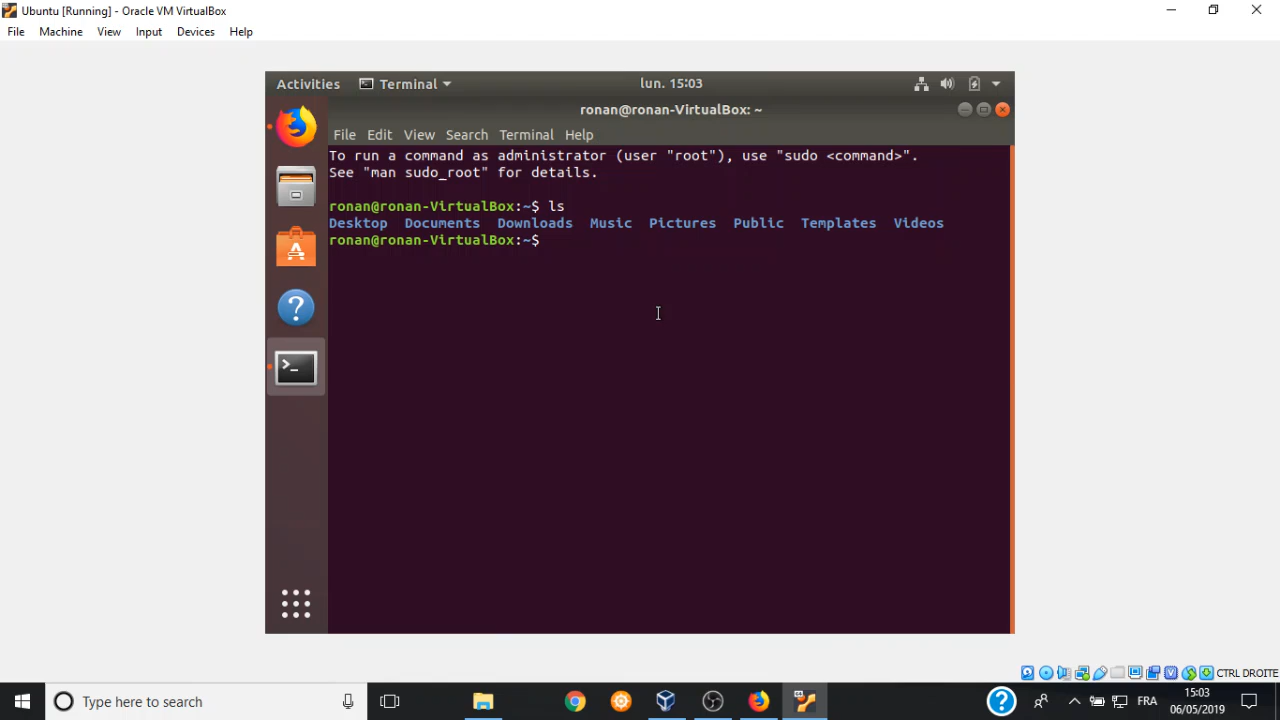 Ubuntu [Running] - Oracle VM VirtualBox
File Machine View Input Devices Help
Activities Terminal lun. 15:03
ronan@ronan-VirtualBox: ~
File Edit View Search Terminal Help
To run a command as administrator (user "root"), use "sudo <command>".
See "man sudo_root" for details.
ronan@ronan-VirtualBox:~$ ls
Desktop Documents Downloads Music Pictures Public Templates Videos
ronan@ronan-VirtualBox:~$
CTRL DROITE
Type here to search
FRA
15:03
06/05/2019